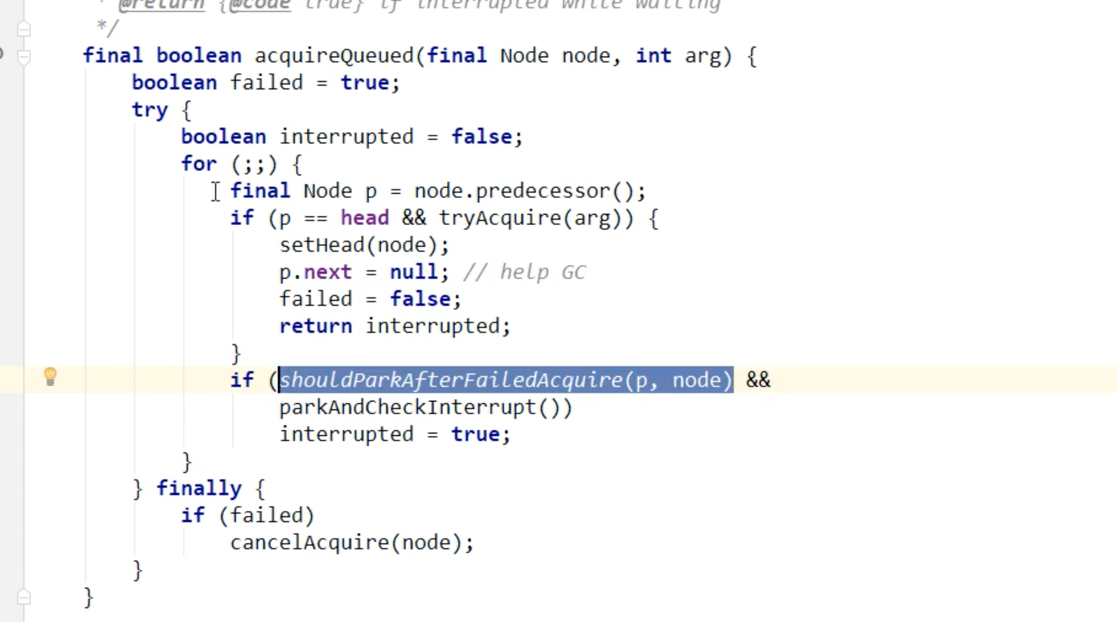 * @return {@code true} if interrupted while waiting
*/
final boolean acquireQueued(final Node node, int arg) {
boolean failed = true;
try {
boolean interrupted = false;
for (;;) {
final Node p = node.predecessor();
if (p == head && tryAcquire(arg)) {
setHead(node);
p.next = null; // help GC
failed = false;
return interrupted;
}
if (shouldParkAfterFailedAcquire(p, node) &&
parkAndCheckInterrupt())
interrupted = true;
}
} finally {
if (failed)
cancelAcquire(node);
}
}